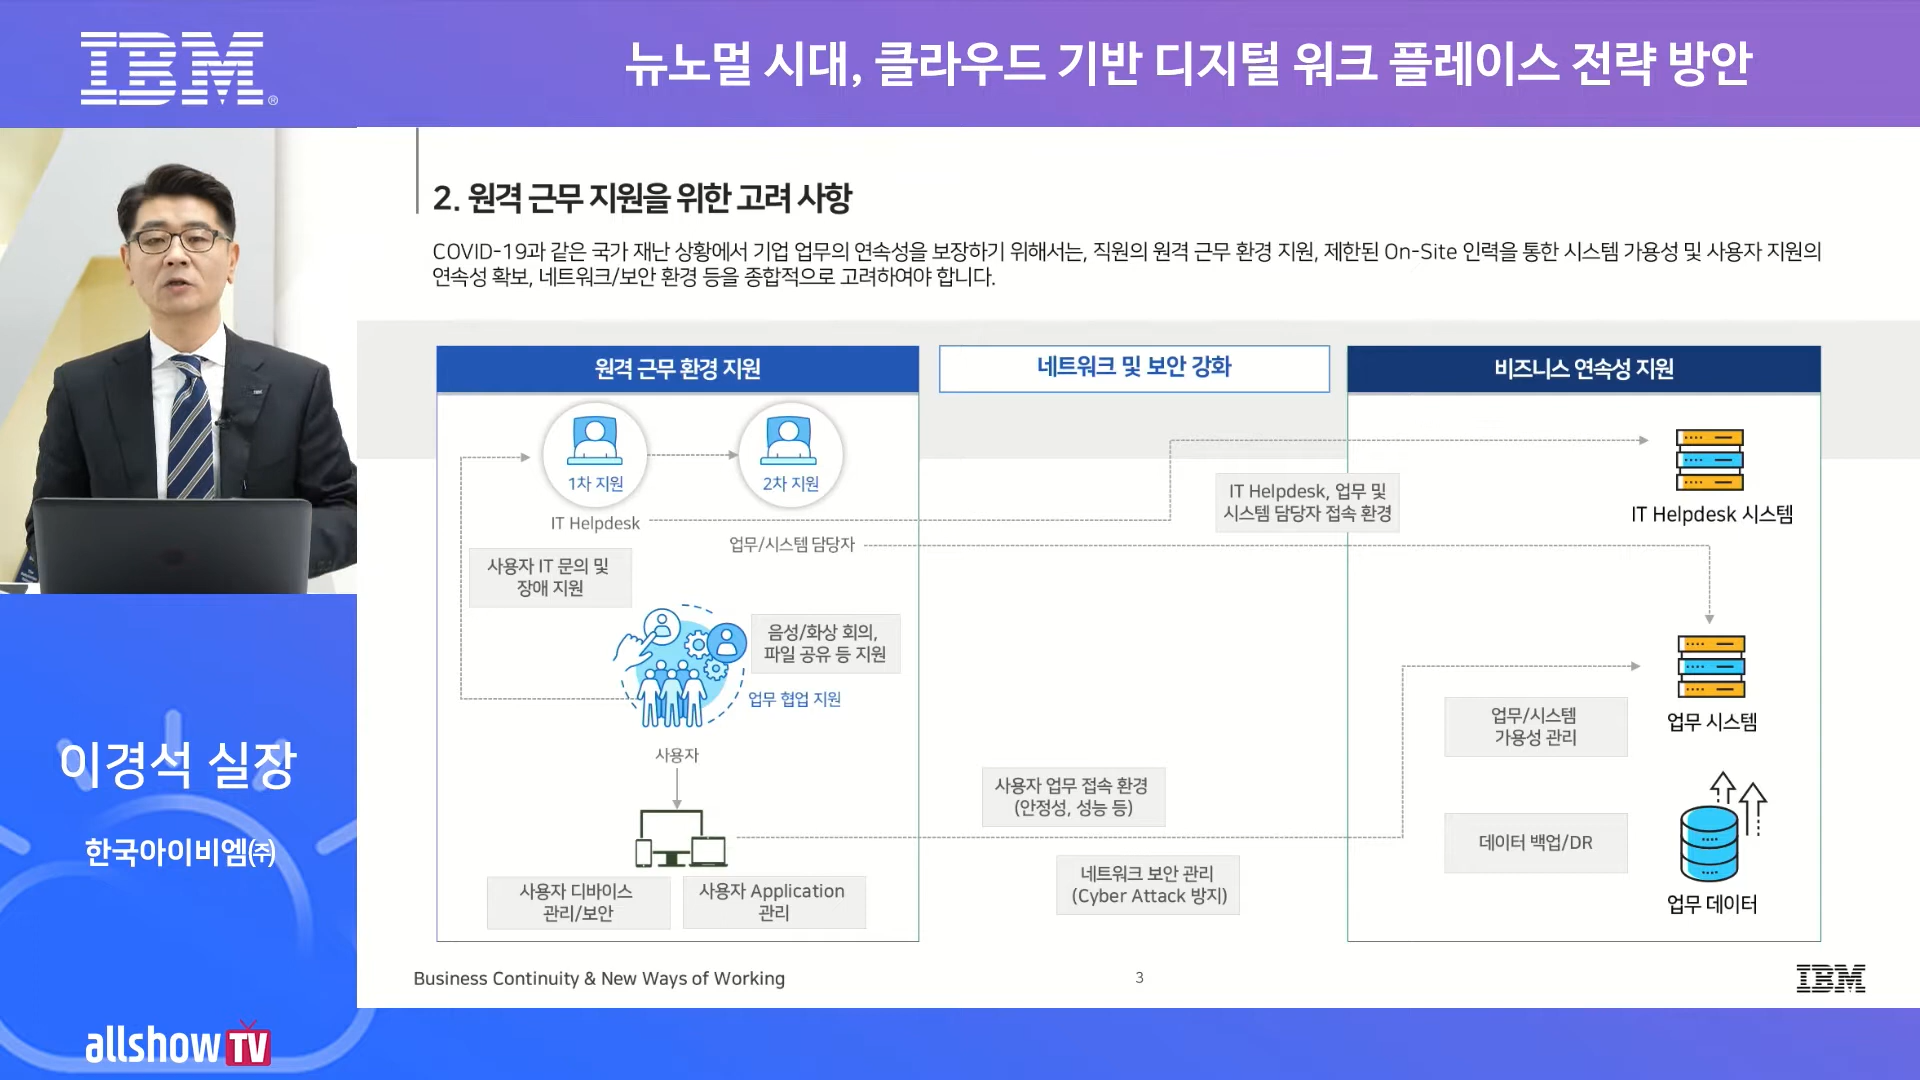 IBM
뉴노멀 시대, 클라우드 기반 디지털 워크 플레이스 전략 방안
2. 원격 근무 지원을 위한 고려 사항
COVID-19과 같은 국가 재난 상황에서 기업 업무의 연속성을 보장하기 위해서는, 직원의 원격 근무 환경 지원, 제한된 On-Site 인력을 통한 시스템 가용성 및 사용자 지원의
연속성 확보, 네트워크/보안 환경 등을 종합적으로 고려하여야 합니다.
원격 근무 환경 지원
1차 지원
2차 지원
IT Helpdesk
업무/시스템 담당자
사용자 IT 문의 및
장애 지원
음성/화상 회의,
파일 공유 등 지원
업무 협업 지원
사용자
사용자 디바이스
관리/보안
사용자 Application
관리
네트워크 및 보안 강화
IT Helpdesk, 업무 및
시스템 담당자 접속 환경
사용자 업무 접속 환경
(안정성, 성능 등)
네트워크 보안 관리
(Cyber Attack 방지)
비즈니스 연속성 지원
IT Helpdesk 시스템
업무/시스템
가용성 관리
업무 시스템
데이터 백업/DR
업무 데이터
Business Continuity & New Ways of Working
3
IBM
이경석 실장
한국아이비엠㈜
allshow TV